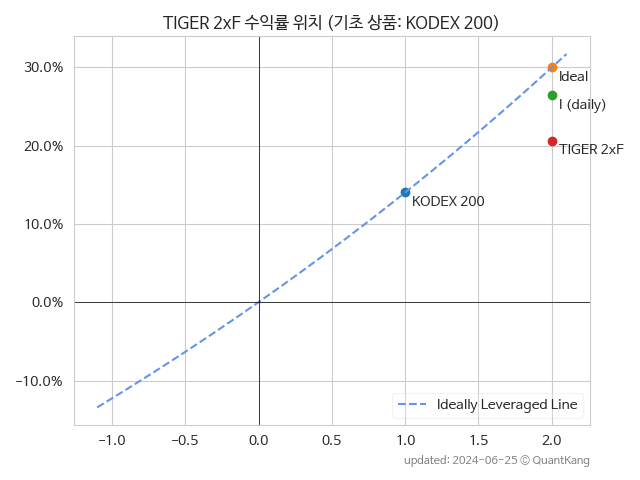 TIGER 2xF 수익률 위치 (기초 상품: KODEX 200)
30.0%
20.0%
10.0%
0.0%
−10.0%
Ideal
I (daily)
TIGER 2xF
KODEX 200
Ideally Leveraged Line
−1.0 −0.5 0.0 0.5 1.0 1.5 2.0
updated: 2024-06-25 © QuantKang